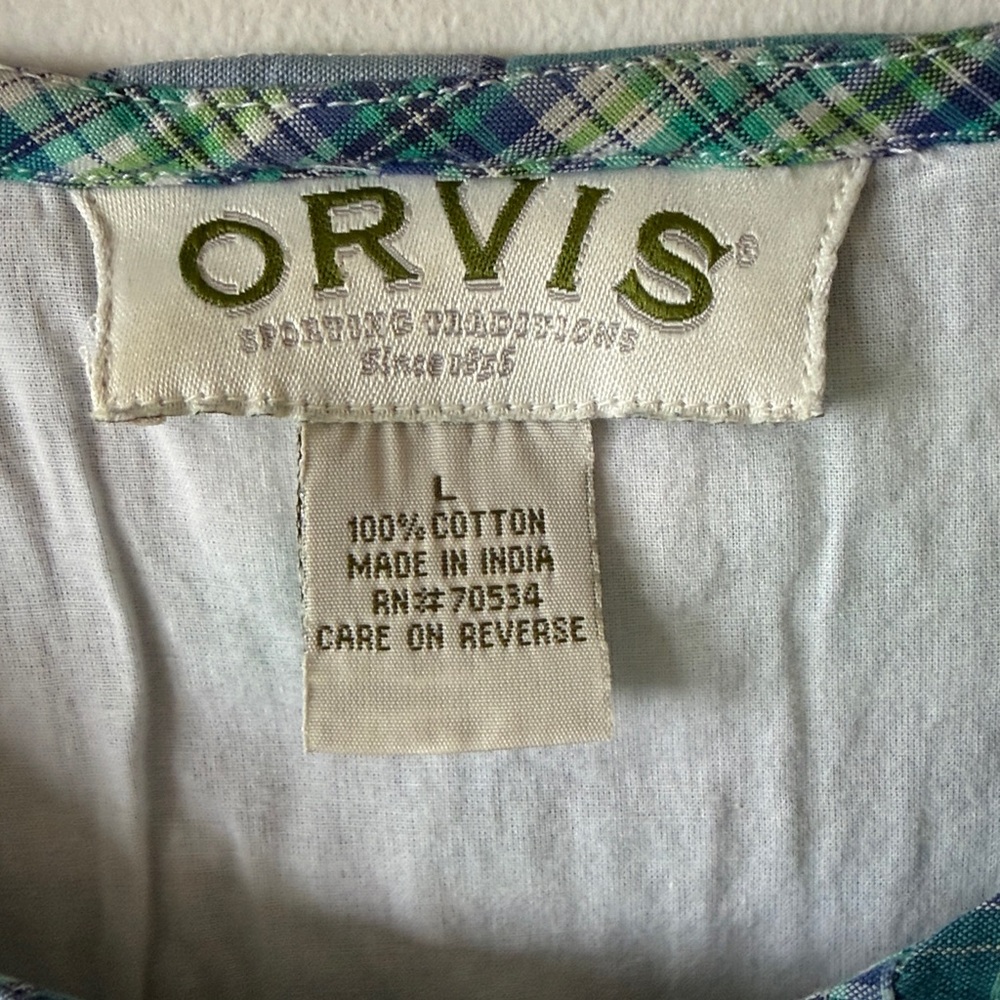 ORVIS®
SPORTING TRADITIONS
Since 1856
L
100% COTTON
MADE IN INDIA
RN# 70534
CARE ON REVERSE